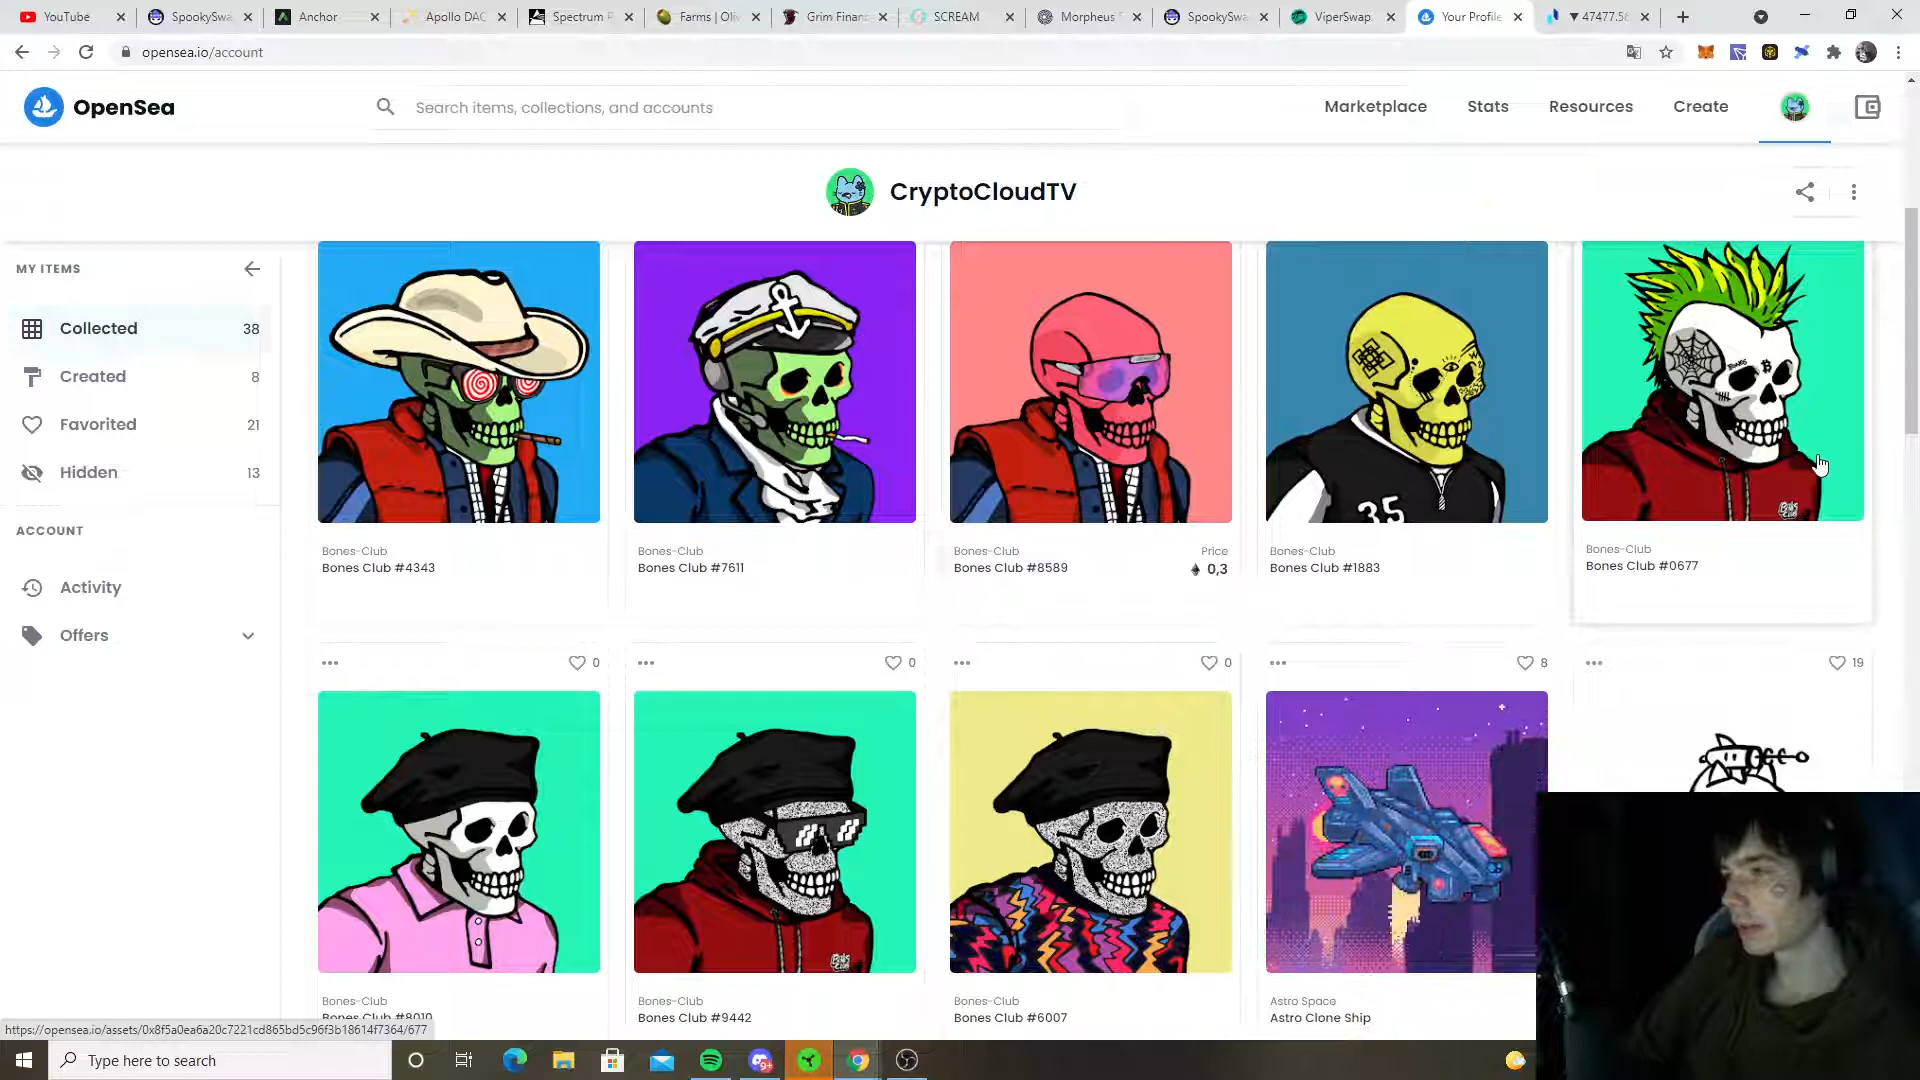 YouTube
SpookySwa
Anchor
Apollo DAC
Spectrum F
Farms | Oliv
Grim Financ
SCREAM
Morpheus
SpookySwa
ViperSwap
Your Profile
▼ 47477.58
opensea.io/account
OpenSea
Search items, collections, and accounts
Marketplace
Stats
Resources
Create
CryptoCloudTV
MY ITEMS
Collected 38
Created 8
Favorited 21
Hidden 13
ACCOUNT
Activity
Offers
35
Bones-Club
Bones Club #4343
Bones-Club
Bones Club #7611
Bones-Club
Bones Club #8589
Price
0,3
Bones-Club
Bones Club #1883
Bones-Club
Bones Club #0677
0
0
0
8
19
Bones-Club
Bones Club #8010
Bones-Club
Bones Club #9442
Bones-Club
Bones Club #6007
Astro Space
Astro Clone Ship
https://opensea.io/assets/0x8f5a0ea6a20c7221cd865bd5c96f3b18614f7364/677
Type here to search